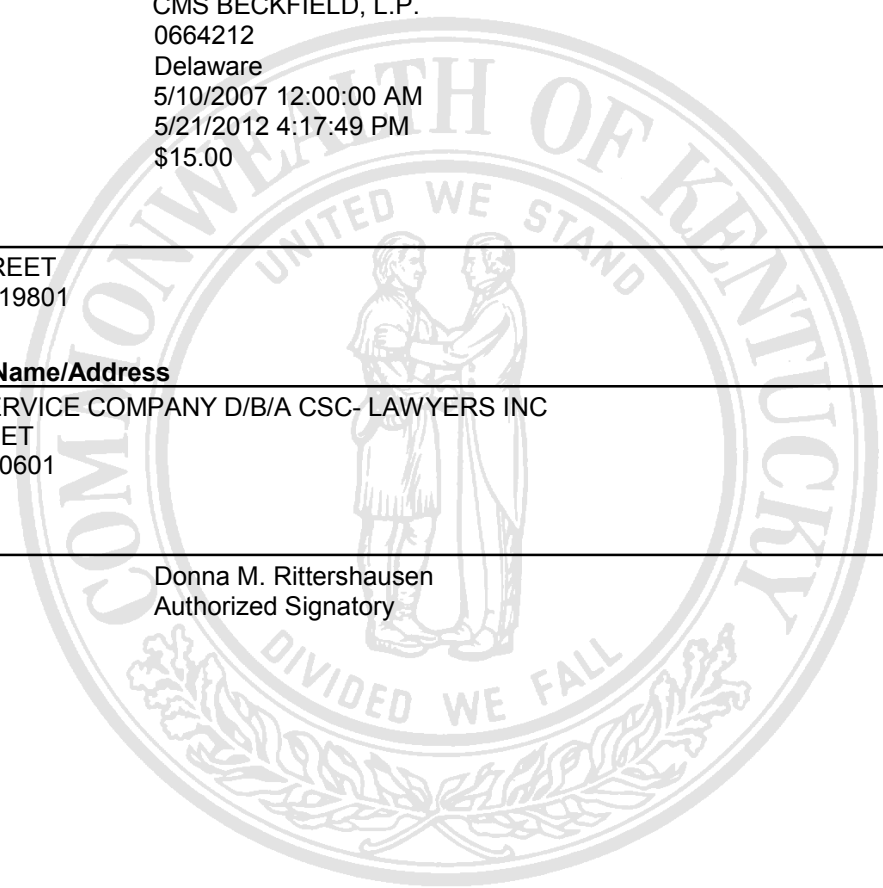 CMS BECKFIELD, L.P.
0664212
Delaware
5/10/2007 12:00:00 AM
5/21/2012 4:17:49 PM
$15.00
REET
19801
Name/Address
ERVICE COMPANY D/B/A CSC- LAWYERS INC
ET
0601
Donna M. Rittershausen
Authorized Signatory
COMMONWEALTH OF KENTUCKY
UNITED WE STAND
DIVIDED WE FALL